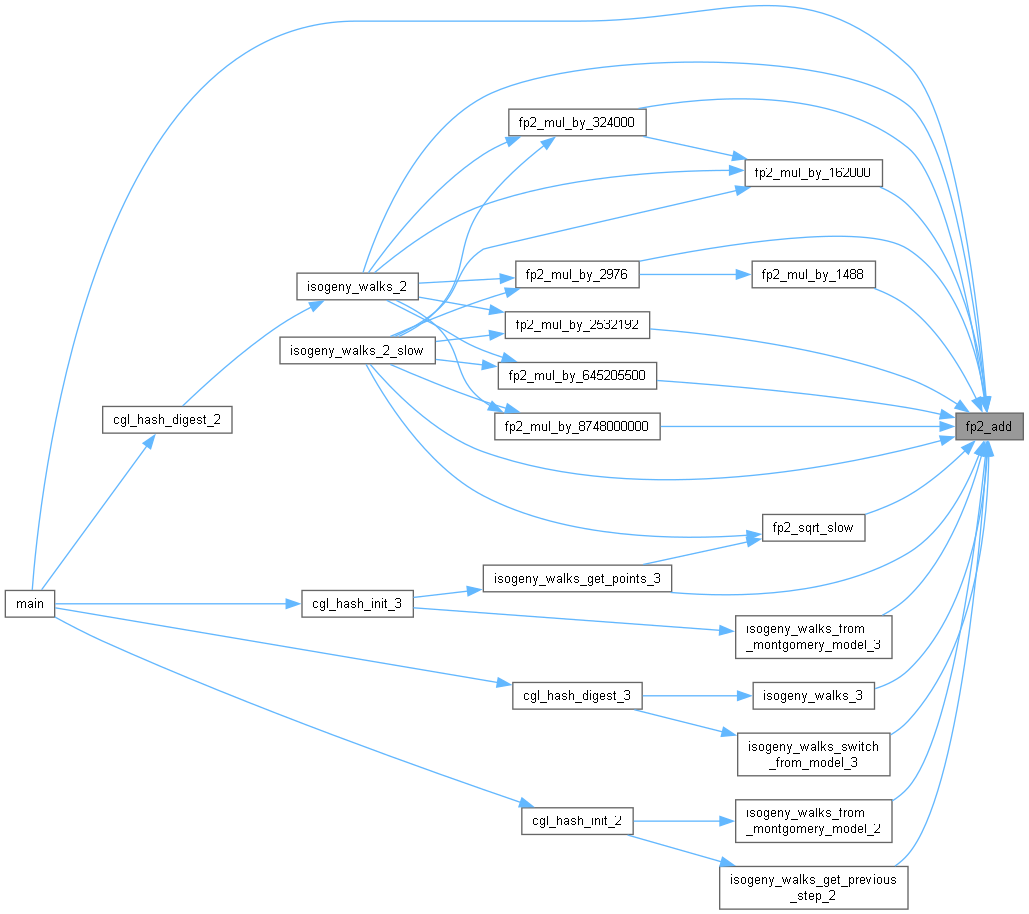 fp2_mul_by_324000
fp2_mul_by_162000
fp2_mul_by_2976
fp2_mul_by_1488
isogeny_walks_2
fp2_mul_by_2632192
isogeny_walks_2_slow
fp2_mul_by_645205500
cgl_hash_digest_2
fp2_mul_by_8748000000
fp2_add
fp2_sqrt_slow
isogeny_walks_get_points_3
main
cgl_hash_init_3
isogeny_walks_from
_montgomery_model_3
cgl_hash_digest_3
isogeny_walks_3
isogeny_walks_switch
_from_model_3
cgl_hash_init_2
isogeny_walks_from
_montgomery_model_2
isogeny_walks_get_previous
_step_2